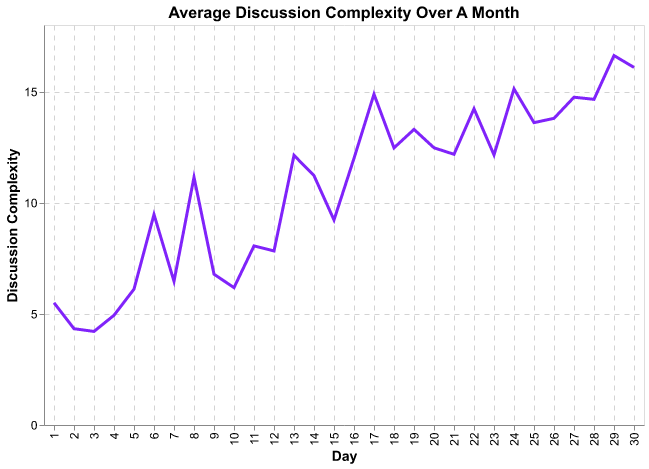 Average Discussion Complexity Over A Month
Discussion Complexity
15
10
5
0
1 2 3 4 5 6 7 8 9 10 11 12 13 14 15 16 17 18 19 20 21 22 23 24 25 26 27 28 29 30
Day